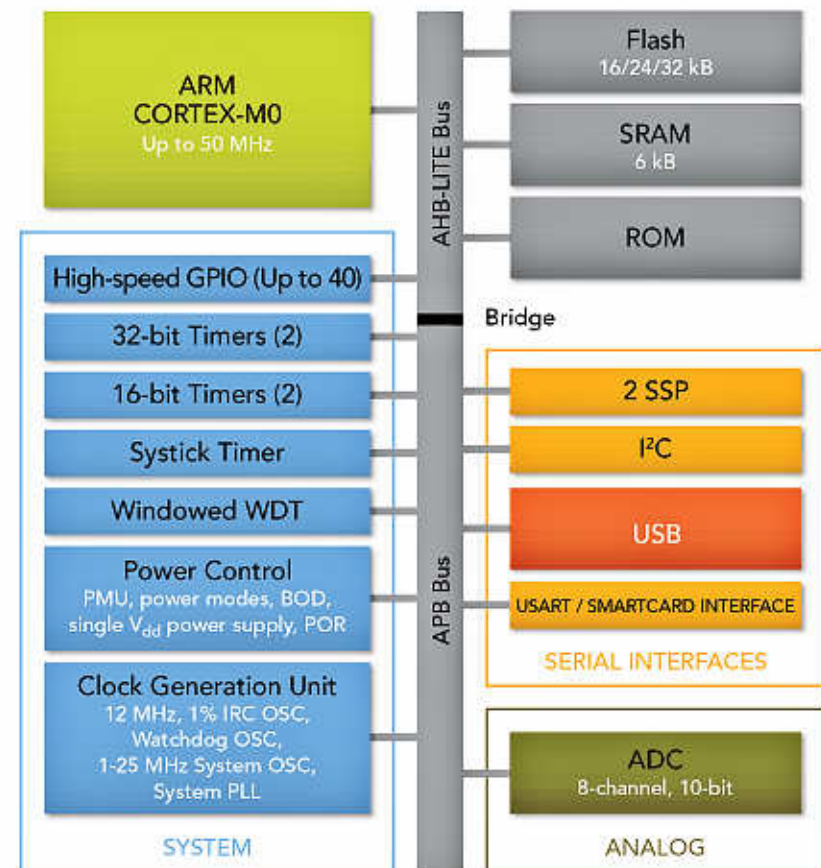 ARM
CORTEX-M0
Up to 50 MHz
AHB-LITE Bus
Flash
16/24/32 kB
SRAM
6 kB
ROM
High-speed GPIO (Up to 40)
32-bit Timers (2)
16-bit Timers (2)
Systick Timer
Windowed WDT
Power Control
PMU, power modes, BOD,
single Vdd power supply, POR
Clock Generation Unit
12 MHz, 1% IRC OSC,
Watchdog OSC,
1-25 MHz System OSC,
System PLL
SYSTEM
Bridge
APB Bus
2 SSP
I²C
USB
USART / SMARTCARD INTERFACE
SERIAL INTERFACES
ADC
8-channel, 10-bit
ANALOG